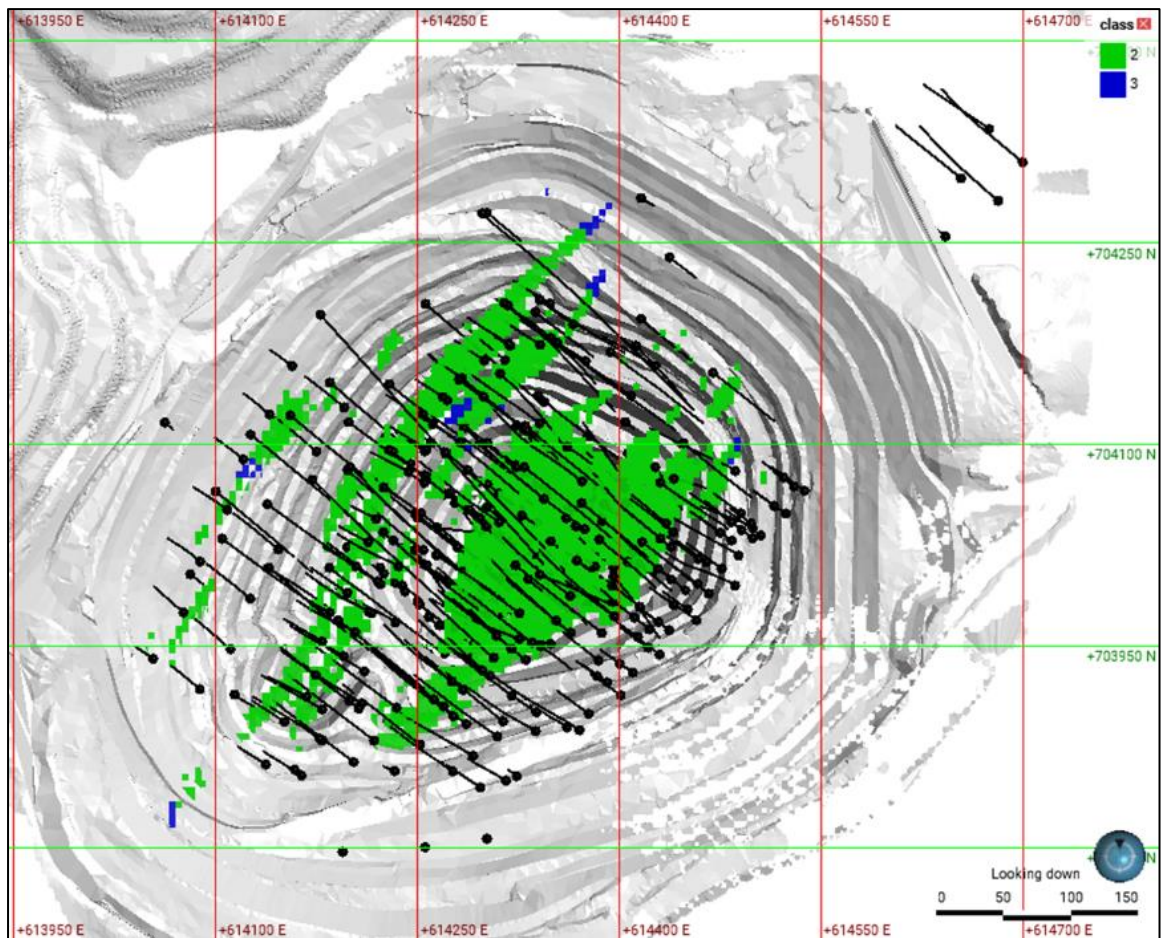 +613950 E
+614100 E
+614250 E
+614400 E
+614550 E
+614700 E
class
2
3
+704250 N
+704100 N
+703950 N
Looking down
0 50 100 150
+613950 E
+614100 E
+614250 E
+614400 E
+614550 E
+614700 E